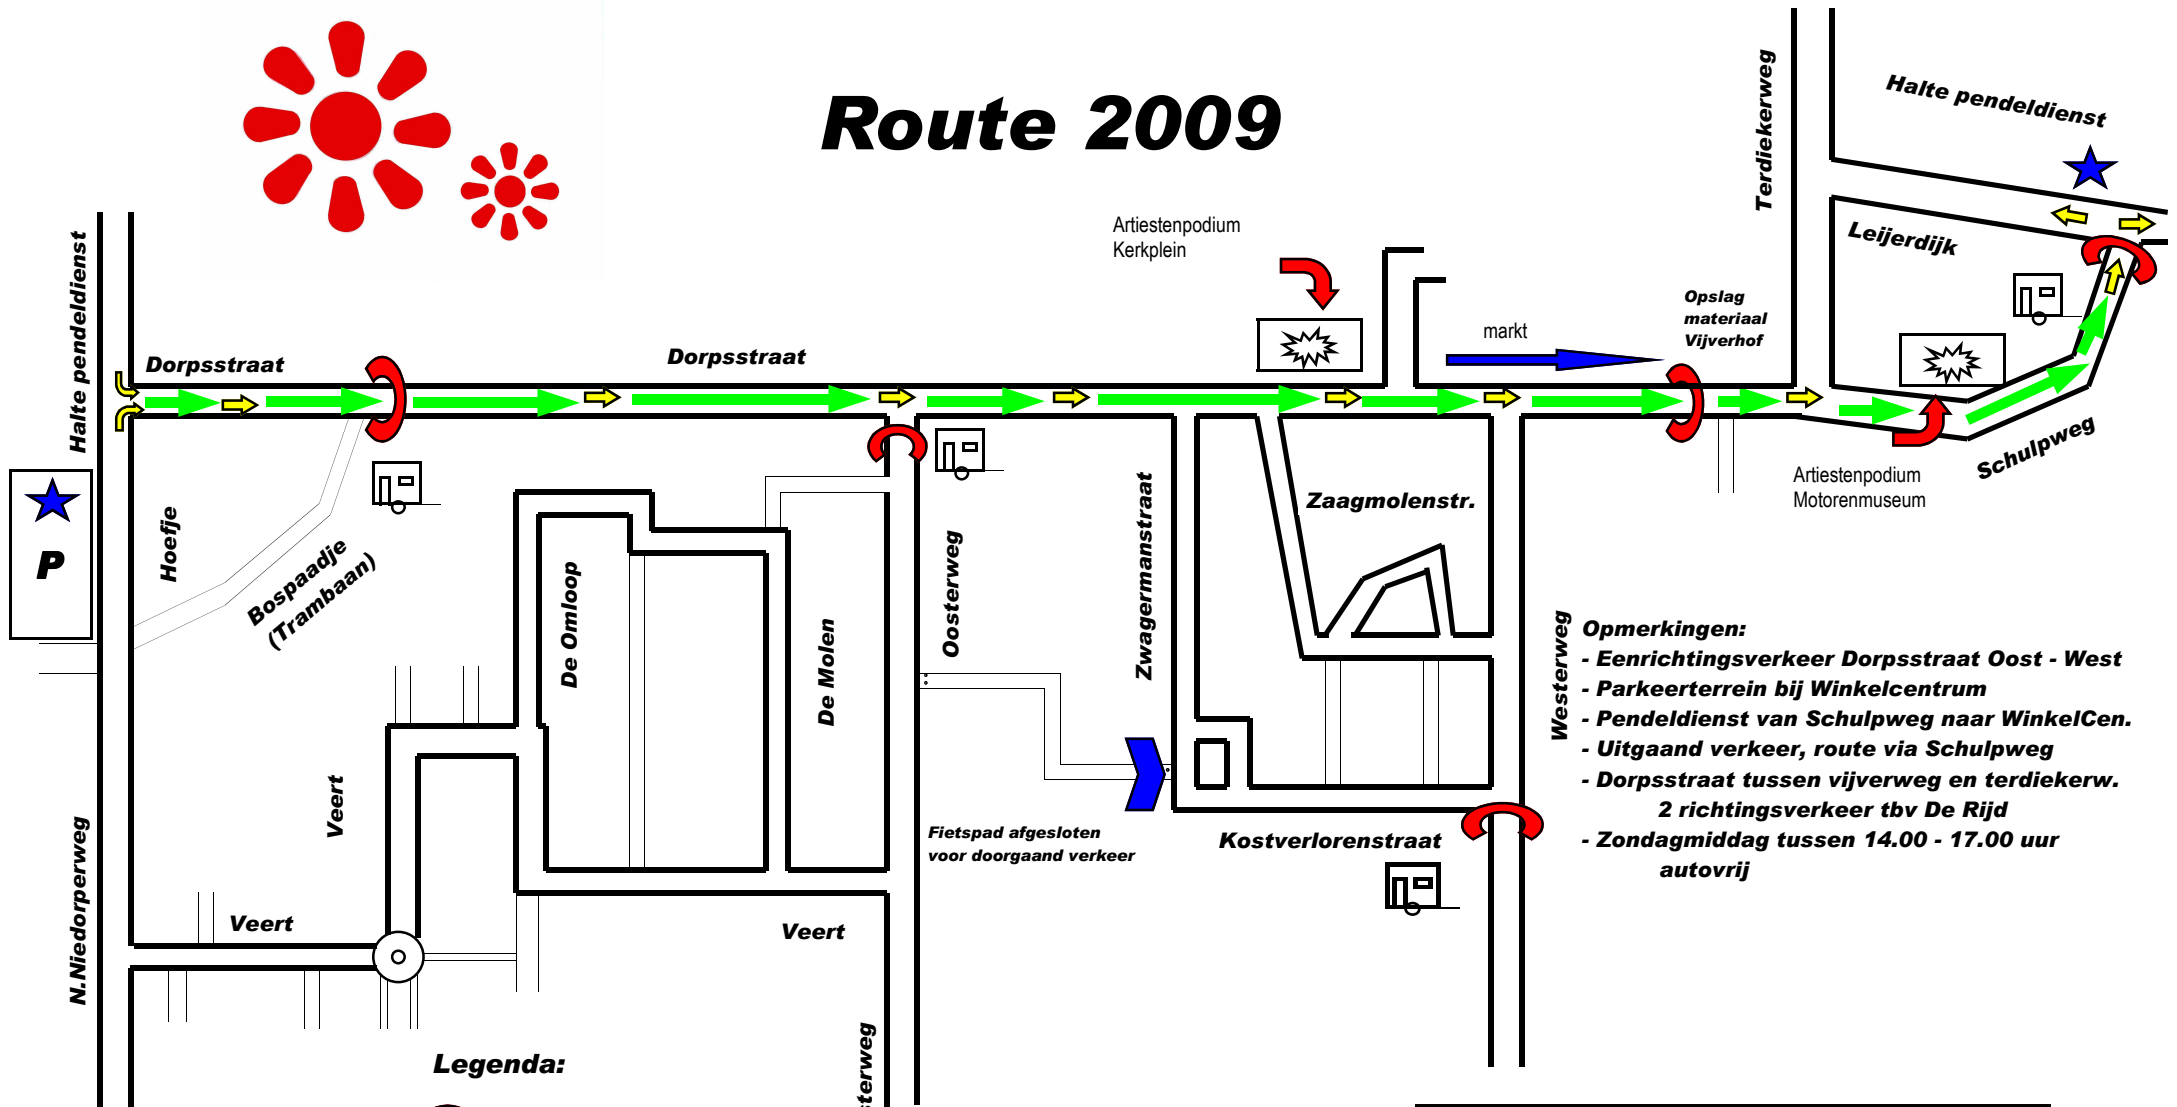 Route 2009
Terdiekerweg
Halte pendeldienst
Artiestenpodium
Kerkplein
Leijerdijk
Halte pendeldienst
Opslag
materiaal
Vijverhof
markt
Dorpsstraat
Dorpsstraat
Schulpweg
Artiestenpodium
Motorenmuseum
P
Hoefje
Bospaadje
(Trambaan)
De Omloop
De Molen
Oosterweg
Zwagermanstraat
Zaagmolenstr.
Westerweg
Opmerkingen:
- Eenrichtingsverkeer Dorpsstraat Oost - West
- Parkeerterrein bij Winkelcentrum
- Pendeldienst van Schulpweg naar WinkelCen.
- Uitgaand verkeer, route via Schulpweg
- Dorpsstraat tussen vijverweg en terdiekerw.
2 richtingsverkeer tbv De Rijd
- Zondagmiddag tussen 14.00 - 17.00 uur
autovrij
Veert
Fietspad afgesloten
voor doorgaand verkeer
Kostverlorenstraat
N.Niedorperweg
Veert
Veert
Legenda:
sterweg